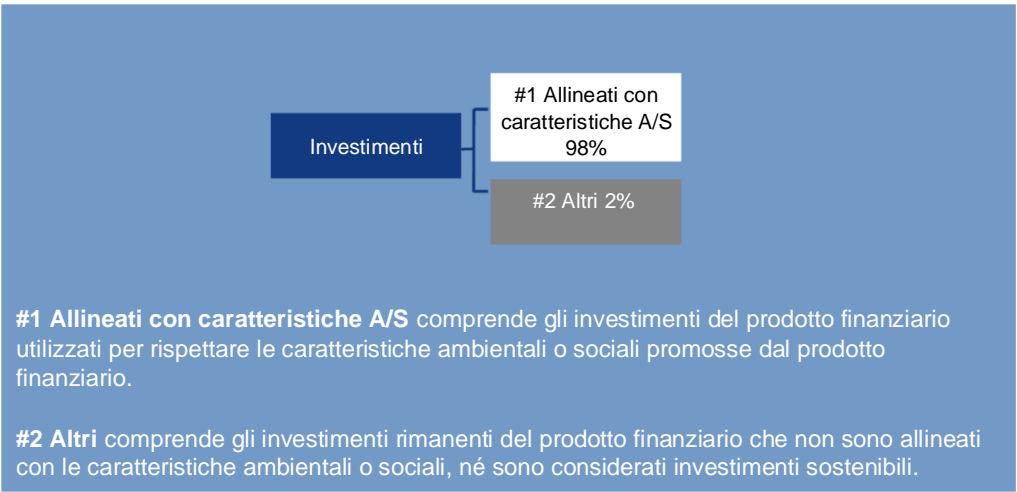 Investimenti
#1 Allineati con
caratteristiche A/S
98%
#2 Altri 2%
#1 Allineati con caratteristiche A/S comprende gli investimenti del prodotto finanziario
utilizzati per rispettare le caratteristiche ambientali o sociali promosse dal prodotto
finanziario.
#2 Altri comprende gli investimenti rimanenti del prodotto finanziario che non sono allineati
con le caratteristiche ambientali o sociali, né sono considerati investimenti sostenibili.